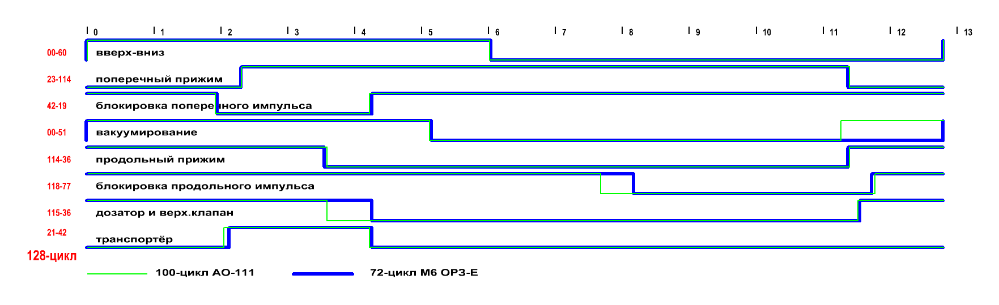 0 1 2 3 4 5 6 7 8 9 10 11 12 13
00-60 вверх-вниз
23-114 поперечный прижим
42-19 блокировка поперечного импульса
00-51 вакуумирование
114-36 продольный прижим
118-77 блокировка продольного импульса
115-36 дозатор и верх.клапан
21-42 транспортёр
128-цикл
100-цикл АО-111 72-цикл М6 ОРЗ-Е